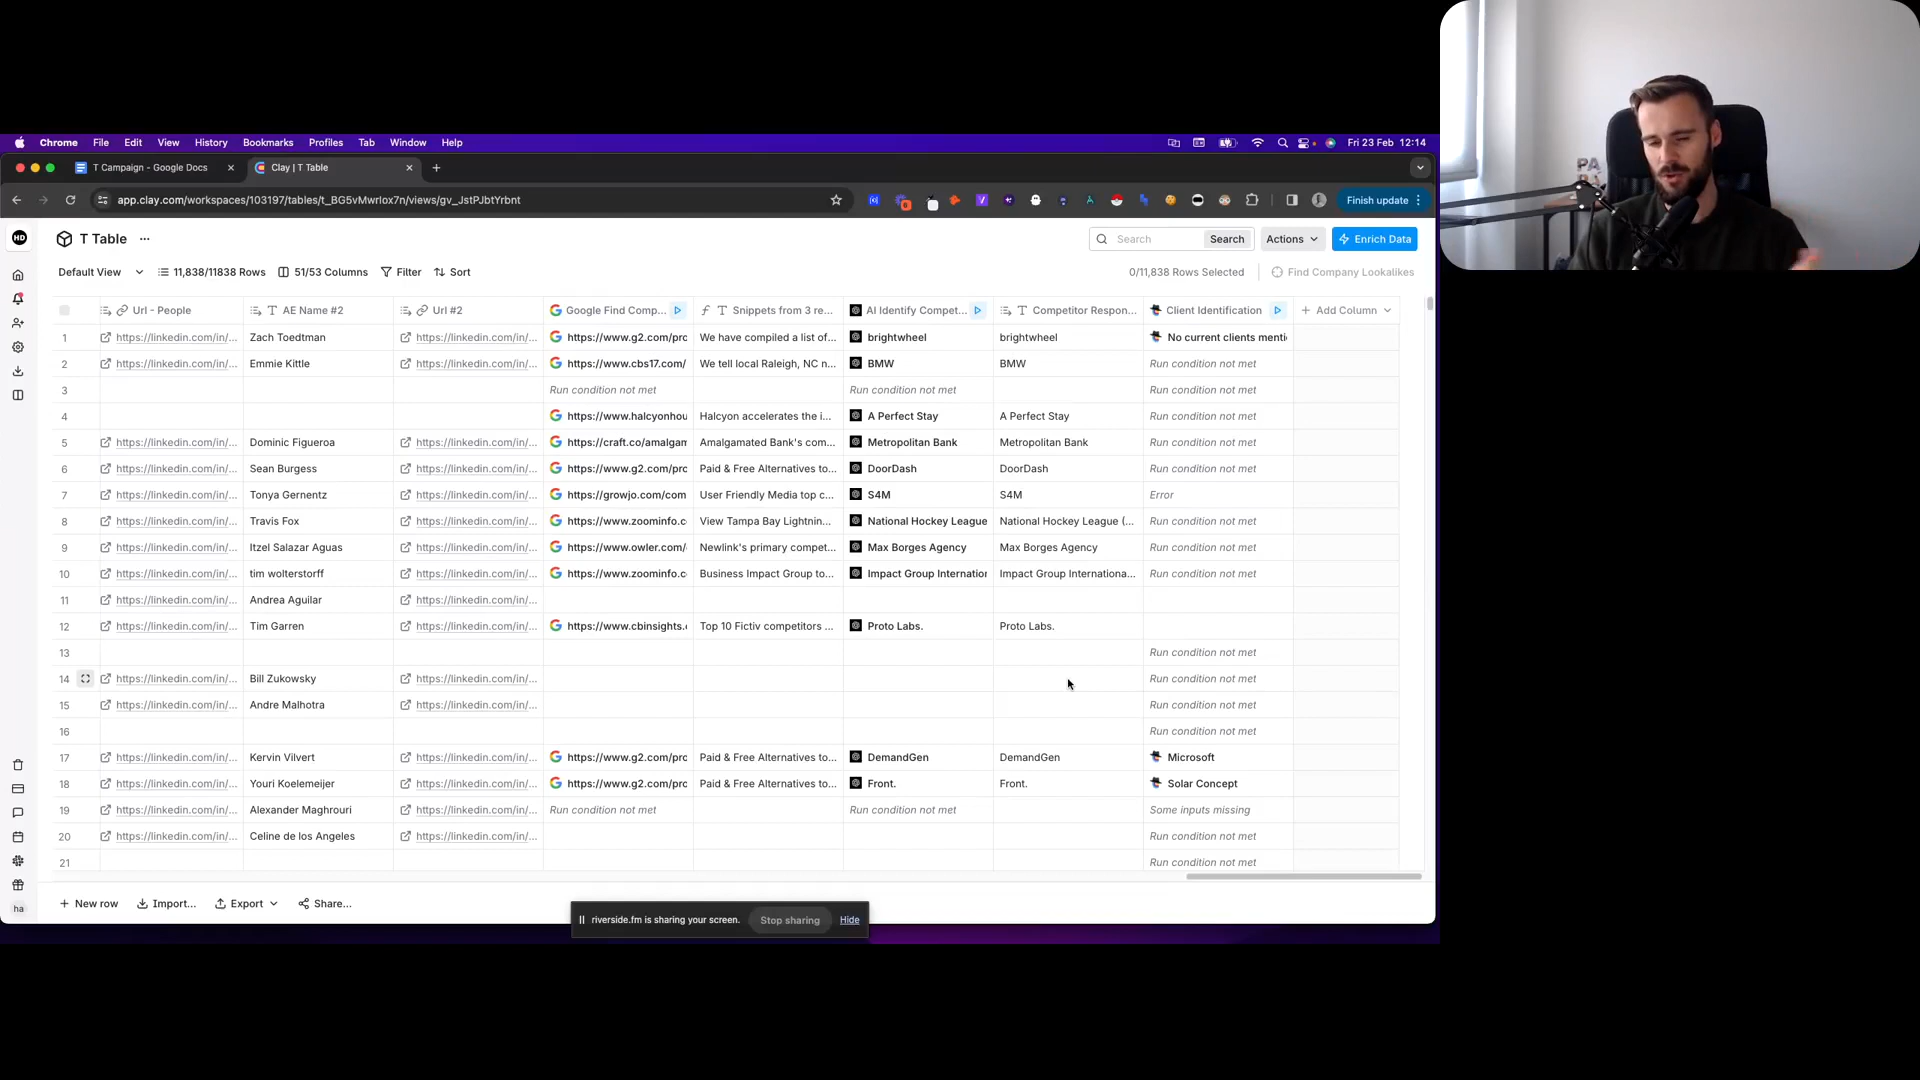 Chrome File Edit View History Bookmarks Profiles Tab Window Help Fri 23 Feb 12:14
T Campaign - Google Docs Clay | T Table
app.clay.com/workspaces/103197/tables/t_BG5vMwrIox7n/views/gv_JstPJbtYrbnt Finish update
HD T Table ... Search Search Actions Enrich Data
Default View 11,838/11838 Rows 51/53 Columns Filter Sort 0/11,838 Rows Selected Find Company Lookalikes
Url - People AE Name #2 Url #2 Google Find Comp... Snippets from 3 re... AI Identify Compet... Competitor Respon... Client Identification + Add Column
1 https://linkedin.com/in/... Zach Toedtman https://linkedin.com/in/... https://www.g2.com/pro We have compiled a list of... brightwheel brightwheel No current clients menti
2 https://linkedin.com/in/... Emmie Kittle https://linkedin.com/in/... https://www.cbs17.com/ We tell local Raleigh, NC n... BMW BMW Run condition not met
3 Run condition not met Run condition not met Run condition not met
4 https://www.halcyonhou Halcyon accelerates the i... A Perfect Stay A Perfect Stay Run condition not met
5 https://linkedin.com/in/... Dominic Figueroa https://linkedin.com/in/... https://craft.co/amalgam Amalgamated Bank's com... Metropolitan Bank Metropolitan Bank Run condition not met
6 https://linkedin.com/in/... Sean Burgess https://linkedin.com/in/... https://www.g2.com/pro Paid & Free Alternatives to... DoorDash DoorDash Run condition not met
7 https://linkedin.com/in/... Tonya Gernentz https://linkedin.com/in/... https://growjo.com/com User Friendly Media top c... S4M S4M Error
8 https://linkedin.com/in/... Travis Fox https://linkedin.com/in/... https://www.zoominfo.c View Tampa Bay Lightnin... National Hockey League National Hockey League (... Run condition not met
9 https://linkedin.com/in/... Itzel Salazar Aguas https://linkedin.com/in/... https://www.owler.com/ Newlink's primary compet... Max Borges Agency Max Borges Agency Run condition not met
10 https://linkedin.com/in/... tim wolterstorff https://linkedin.com/in/... https://www.zoominfo.c Business Impact Group to... Impact Group Internation Impact Group Internationa... Run condition not met
11 https://linkedin.com/in/... Andrea Aguilar https://linkedin.com/in/...
12 https://linkedin.com/in/... Tim Garren https://linkedin.com/in/... https://www.cbinsights. Top 10 Fictiv competitors ... Proto Labs. Proto Labs.
13 Run condition not met
14 https://linkedin.com/in/... Bill Zukowsky https://linkedin.com/in/... Run condition not met
15 https://linkedin.com/in/... Andre Malhotra https://linkedin.com/in/... Run condition not met
16 Run condition not met
17 https://linkedin.com/in/... Kervin Vilvert https://linkedin.com/in/... https://www.g2.com/pro Paid & Free Alternatives to... DemandGen DemandGen Microsoft
18 https://linkedin.com/in/... Youri Koelemeijer https://linkedin.com/in/... https://www.g2.com/pro Paid & Free Alternatives to... Front. Front. Solar Concept
19 https://linkedin.com/in/... Alexander Maghrouri https://linkedin.com/in/... Run condition not met Run condition not met Some inputs missing
20 https://linkedin.com/in/... Celine de los Angeles https://linkedin.com/in/... Run condition not met
21 Run condition not met
ha + New row Import... Export Share...
riverside.fm is sharing your screen. Stop sharing Hide